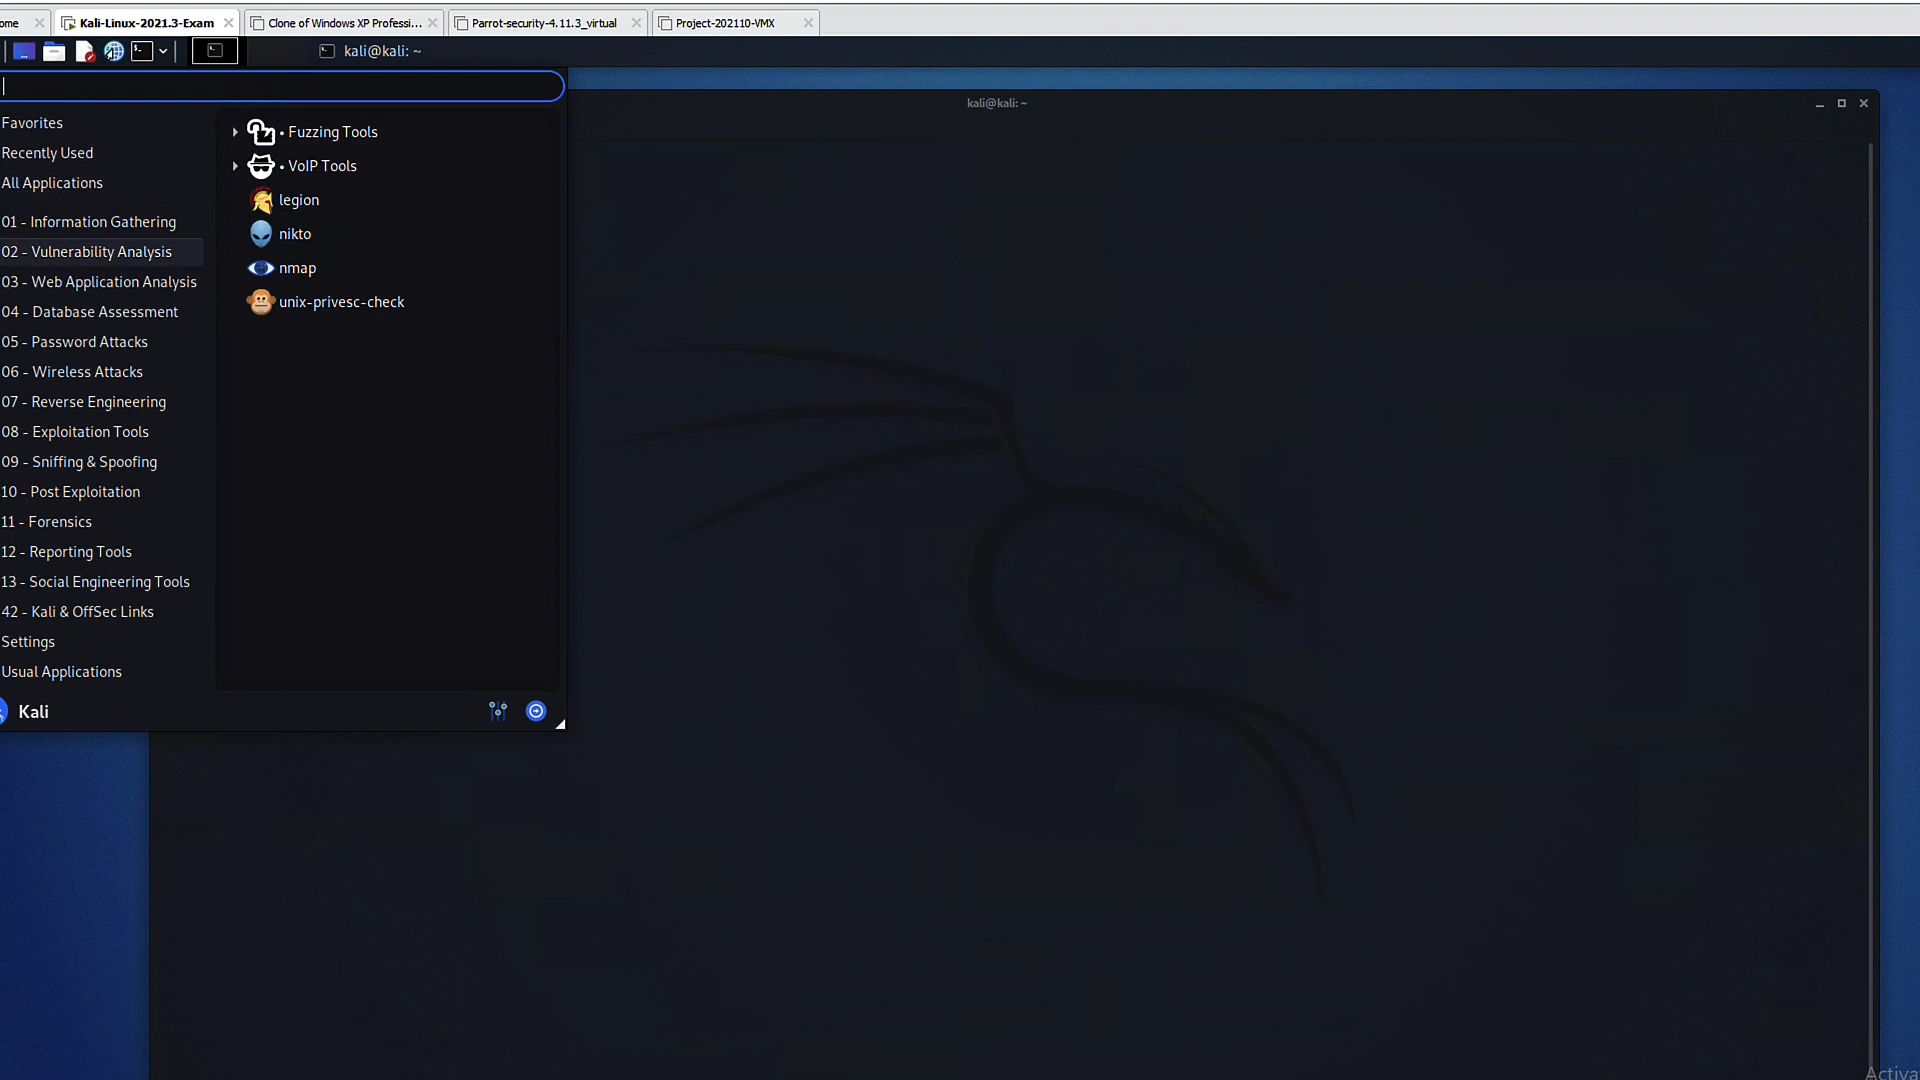 ome
Kali-Linux-2021.3-Exam
Clone of Windows XP Professi...
Parrot-security-4.11.3_virtual
Project-202110-VMX
kali@kali: ~
kali@kali: ~
Favorites
Recently Used
All Applications
01 - Information Gathering
02 - Vulnerability Analysis
03 - Web Application Analysis
04 - Database Assessment
05 - Password Attacks
06 - Wireless Attacks
07 - Reverse Engineering
08 - Exploitation Tools
09 - Sniffing & Spoofing
10 - Post Exploitation
11 - Forensics
12 - Reporting Tools
13 - Social Engineering Tools
42 - Kali & OffSec Links
Settings
Usual Applications
• Fuzzing Tools
• VoIP Tools
legion
nikto
nmap
unix-privesc-check
Kali
Activa